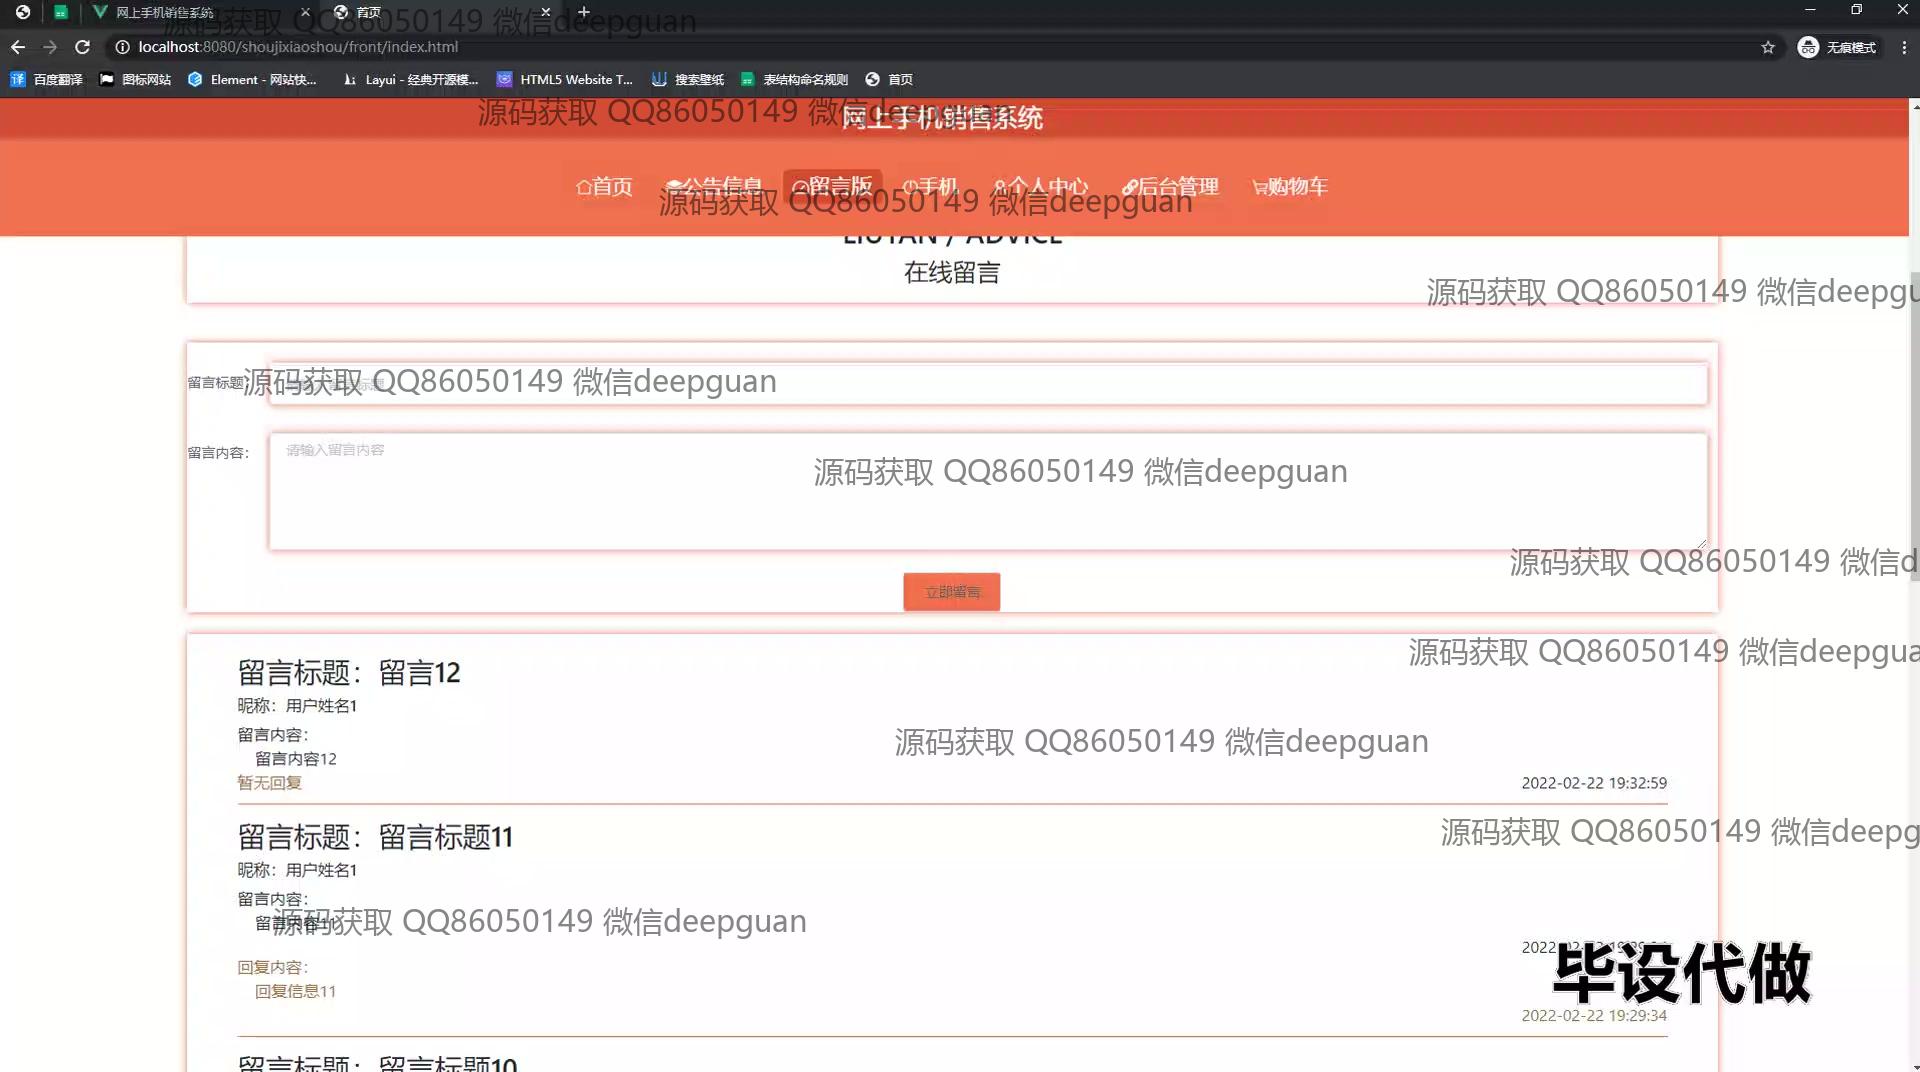 网上手机销售系统
首页
源码获取 QQ86050149 微信deepguan
localhost:8080/shoujixiaoshou/front/index.html
无痕模式
百度翻译
图标网站
Element - 网站快...
Layui - 经典开源模...
HTML5 Website T...
搜索壁纸
表结构命名规则
首页
源码获取 QQ86050149 微信deepguan
网上手机销售系统
首页
公告信息
留言版
手机
个人中心
后台管理
购物车
源码获取 QQ86050149 微信deepguan
LIUYAN / ADVICE
在线留言
源码获取 QQ86050149 微信deepgu
留言标题:
源码获取 QQ86050149 微信deepguan
留言内容:
请输入留言内容
源码获取 QQ86050149 微信deepguan
源码获取 QQ86050149 微信d
立即留言
源码获取 QQ86050149 微信deepgua
留言标题：留言12
昵称：用户姓名1
留言内容：
留言内容12
源码获取 QQ86050149 微信deepguan
暂无回复
2022-02-22 19:32:59
留言标题：留言标题11
源码获取 QQ86050149 微信deepg
昵称：用户姓名1
留言内容：
留言内容11
源码获取 QQ86050149 微信deepguan
2022
回复内容：
回复信息11
毕设代做
2022-02-22 19:29:34
留言标题：留言标题10